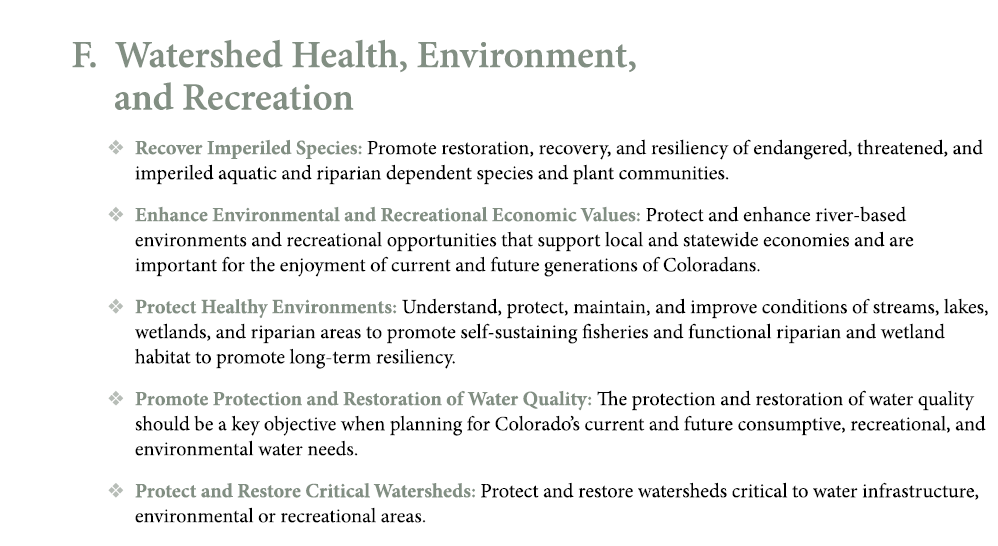 F. Watershed Health, Environment,
and Recreation
❖ Recover Imperiled Species: Promote restoration, recovery, and resiliency of endangered, threatened, and
imperiled aquatic and riparian dependent species and plant communities.
❖ Enhance Environmental and Recreational Economic Values: Protect and enhance river-based
environments and recreational opportunities that support local and statewide economies and are
important for the enjoyment of current and future generations of Coloradans.
❖ Protect Healthy Environments: Understand, protect, maintain, and improve conditions of streams, lakes,
wetlands, and riparian areas to promote self-sustaining fisheries and functional riparian and wetland
habitat to promote long-term resiliency.
❖ Promote Protection and Restoration of Water Quality: The protection and restoration of water quality
should be a key objective when planning for Colorado’s current and future consumptive, recreational, and
environmental water needs.
❖ Protect and Restore Critical Watersheds: Protect and restore watersheds critical to water infrastructure,
environmental or recreational areas.